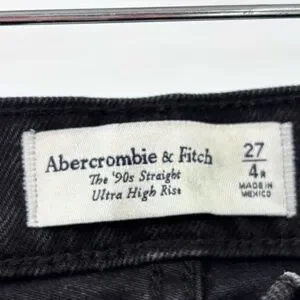 Abercrombie & Fitch
The '90s Straight
Ultra High Rise
27
4R
MADE IN
MEXICO